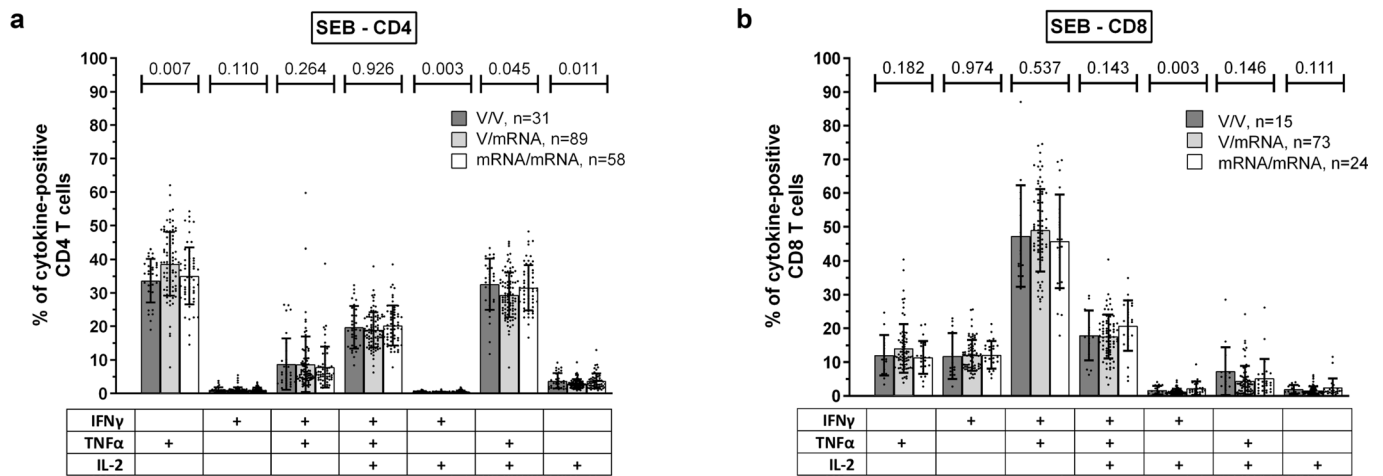 a
SEB - CD4
% of cytokine-positive
CD4 T cells
100
90
80
70
60
50
40
30
20
10
0
0.007 0.110 0.264 0.926 0.003 0.045 0.011
V/V, n=31
V/mRNA, n=89
mRNA/mRNA, n=58
IFNγ + + + +
TNFα + + + +
IL-2 + + + +
b
SEB - CD8
% of cytokine-positive
CD8 T cells
100
90
80
70
60
50
40
30
20
10
0
0.182 0.974 0.537 0.143 0.003 0.146 0.111
V/V, n=15
V/mRNA, n=73
mRNA/mRNA, n=24
IFNγ + + + +
TNFα + + + +
IL-2 + + + +